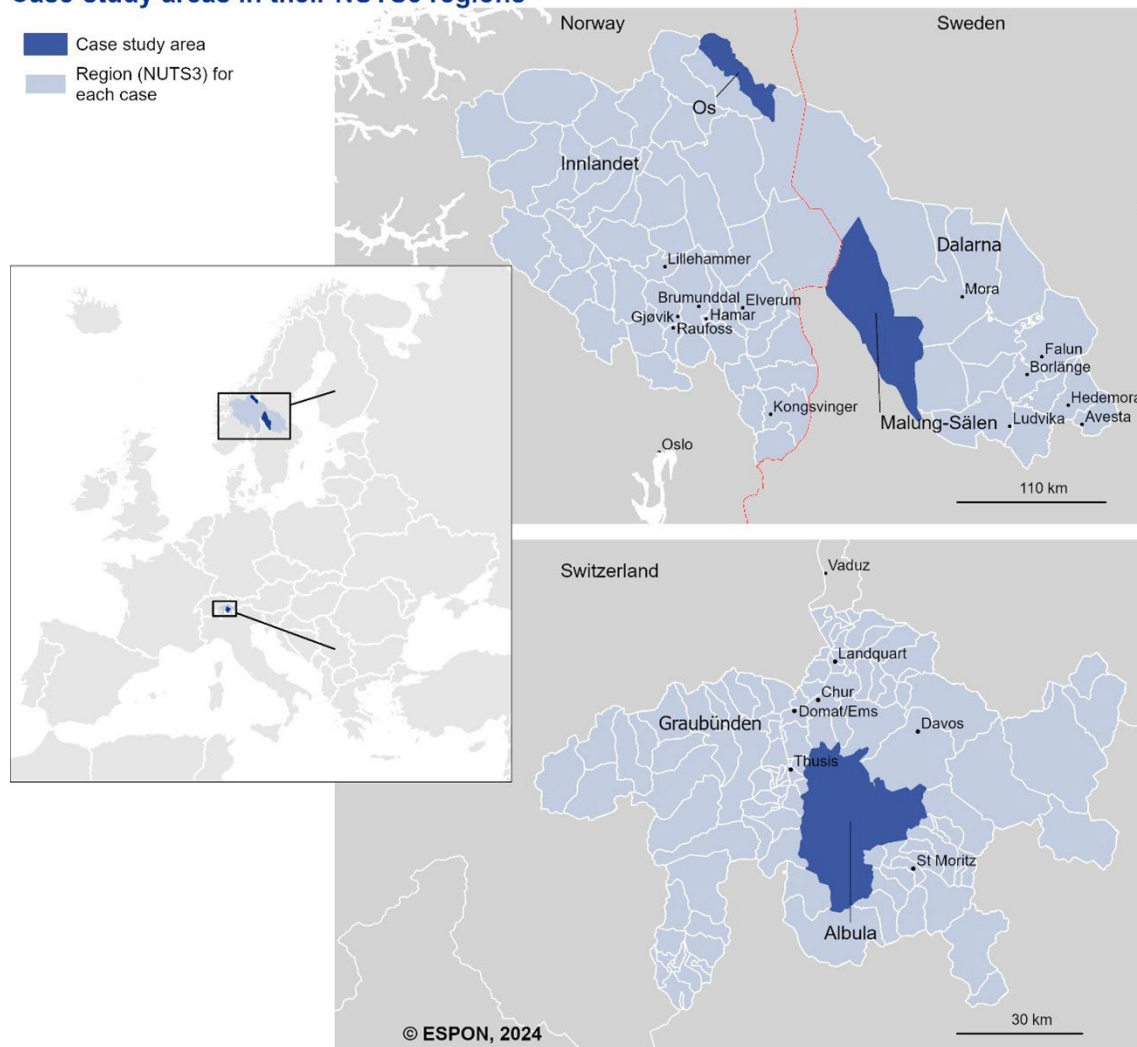 Case study areas in their NUTS3 regions
Case study area
Region (NUTS3) for
each case
Norway
Sweden
Os
Innlandet
Dalarna
Lillehammer
Mora
Brumunddal
Elverum
Gjøvik
Hamar
Raufoss
Falun
Borlänge
Kongsvinger
Hedemora
Malung-Sälen
Ludvika
Avesta
Oslo
110 km
Switzerland
Vaduz
Landquart
Chur
Domat/Ems
Graubünden
Davos
Thusis
St Moritz
Albula
© ESPON, 2024
30 km